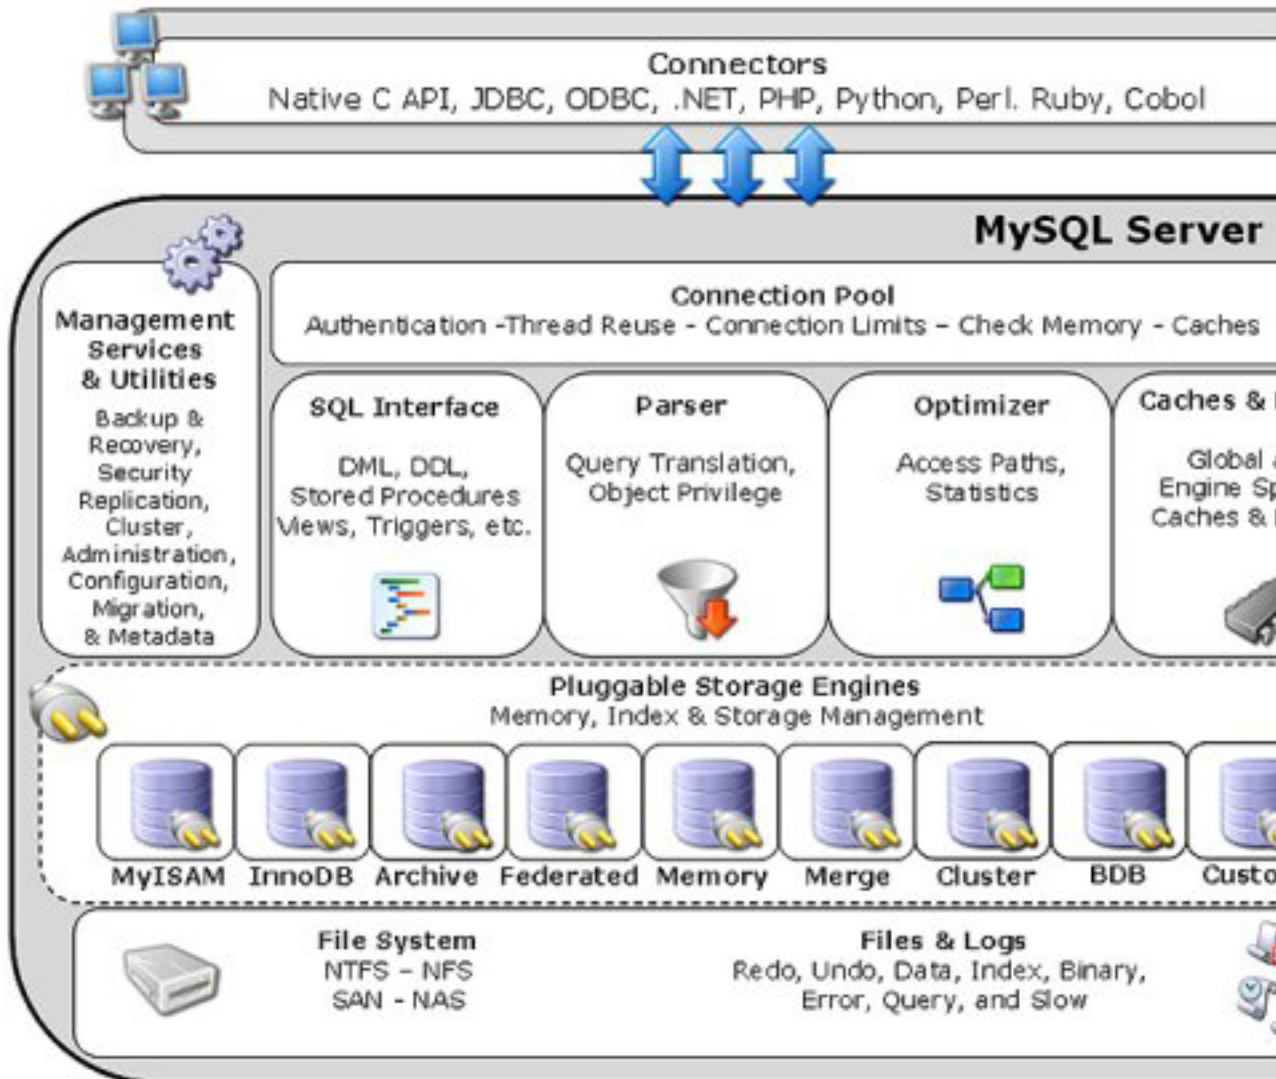 Connectors
Native C API, JDBC, ODBC, .NET, PHP, Python, Perl. Ruby, Cobol
MySQL Server
Management
Services
& Utilities
Backup &
Recovery,
Security
Replication,
Cluster,
Administration,
Configuration,
Migration,
& Metadata
Connection Pool
Authentication -Thread Reuse - Connection Limits – Check Memory - Caches
SQL Interface
DML, DDL,
Stored Procedures
Views, Triggers, etc.
Parser
Query Translation,
Object Privilege
Optimizer
Access Paths,
Statistics
Caches &
Global
Engine
Caches &
Pluggable Storage Engines
Memory, Index & Storage Management
MyISAM
InnoDB
Archive
Federated
Memory
Merge
Cluster
BDB
File System
NTFS – NFS
SAN - NAS
Files & Logs
Redo, Undo, Data, Index, Binary,
Error, Query, and Slow